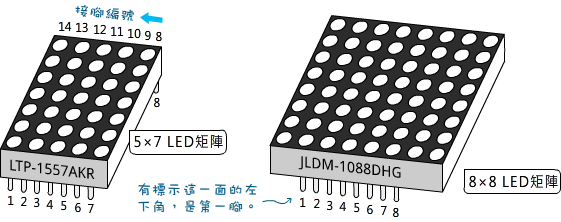 接腳編號
14 13 12 11 10 9 8
8
5×7 LED矩陣
LTP-1557AKR
1 2 3 4 5 6 7
JLDM-1088DHG
8×8 LED矩陣
有標示這一面的左
下角，是第一腳。
1 2 3 4 5 6 7 8